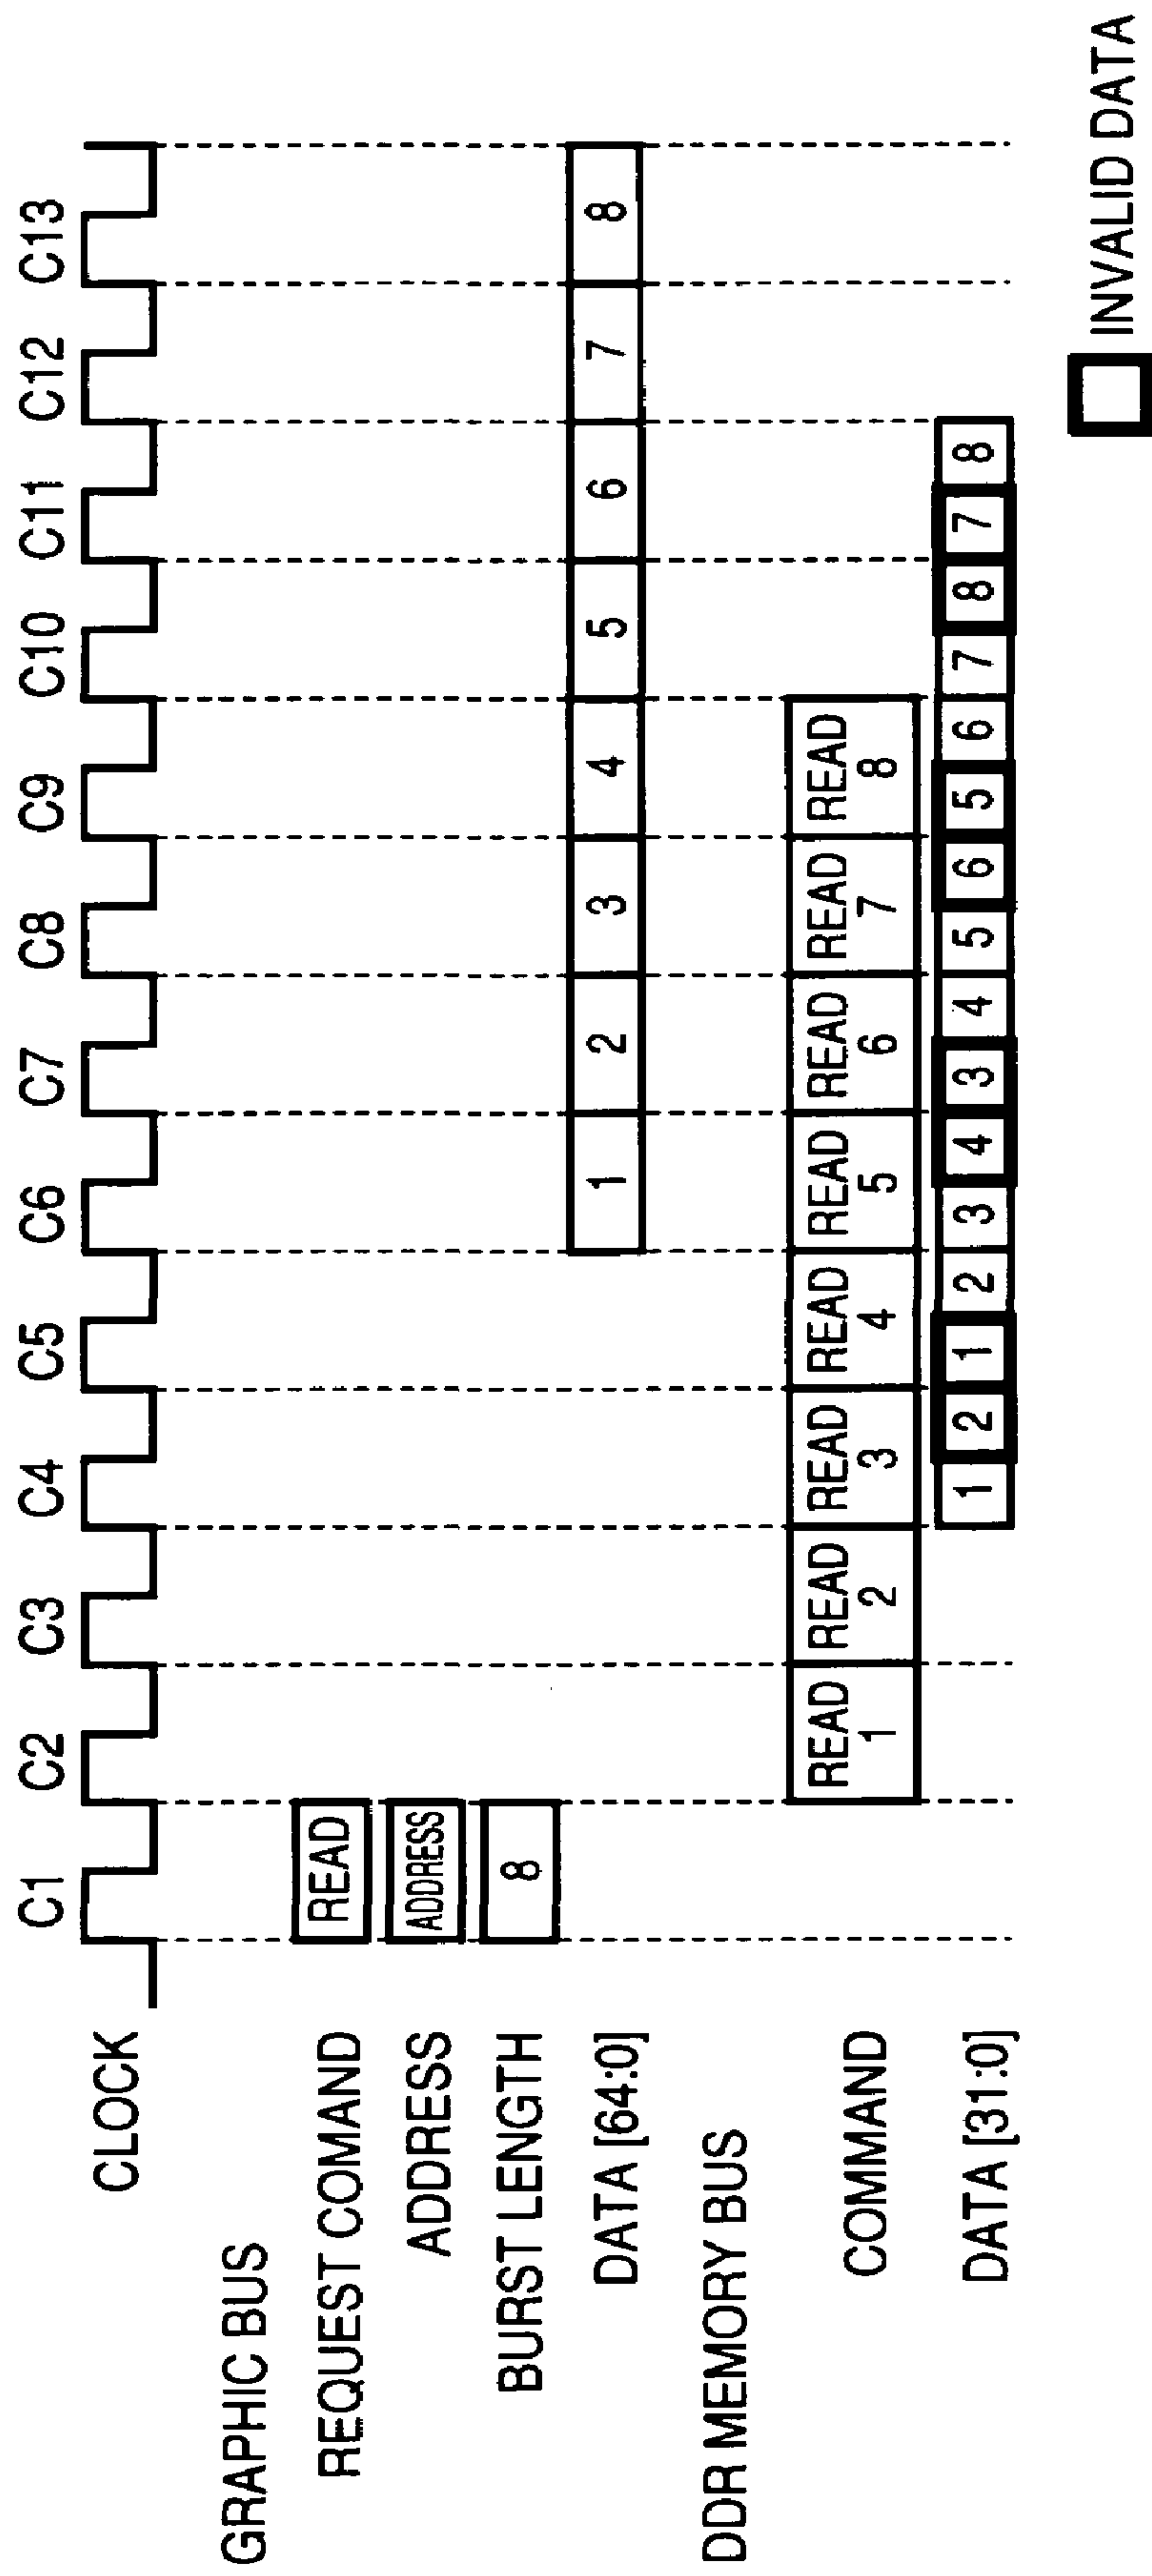 C1 C2 C3 C4 C5 C6 C7 C8 C9 C10 C11 C12 C13
CLOCK
GRAPHIC BUS
REQUEST COMAND READ
ADDRESS ADDRESS
BURST LENGTH 8
DATA [64:0] 1 2 3 4 5 6 7 8
DDR MEMORY BUS
COMMAND READ 1 READ 2 READ 3 READ 4 READ 5 READ 6 READ 7 READ 8
DATA [31:0] 1 2 1 2 3 4 3 4 5 6 5 6 7 8 7 8
INVALID DATA